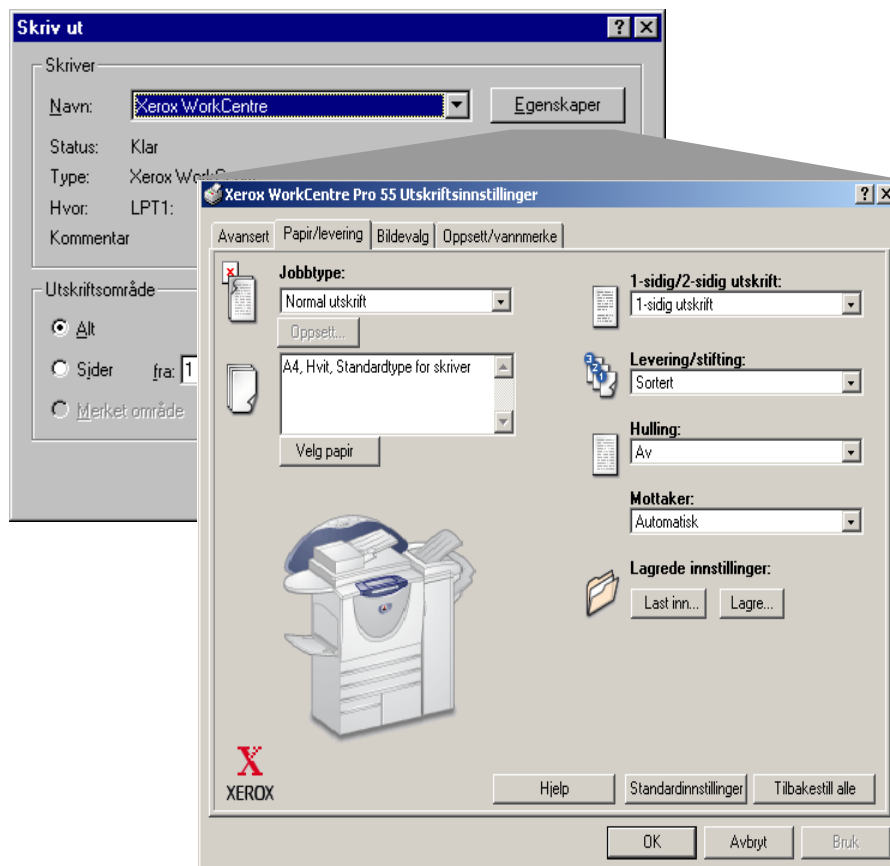 Skriv ut
Skriver
Navn: Xerox WorkCentre Egenskaper
Status: Klar
Type: Xerox
Hvor: LPT1:
Kommentar
Utskriftsområde
Alt
Sider fra: 1
Merket område
Xerox WorkCentre Pro 55 Utskriftsinnstillinger
Avansert Papir/levering Bildevalg Oppsett/vannmerke
Jobbtype:
Normal utskrift
Oppsett...
A4, Hvit, Standardtype for skriver
Velg papir
1-sidig/2-sidig utskrift:
1-sidig utskrift
Levering/stifting:
Sortert
Hulling:
Av
Mottaker:
Automatisk
Lagrede innstillinger:
Last inn... Lagre...
X
XEROX
Hjelp Standardinnstillinger Tilbakestill alle
OK Avbryt Bruk